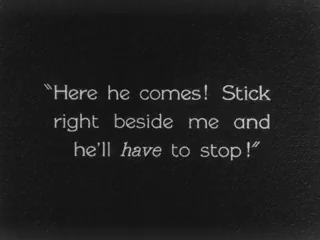 "Here he comes! Stick
right beside me and
he'll have to stop!"